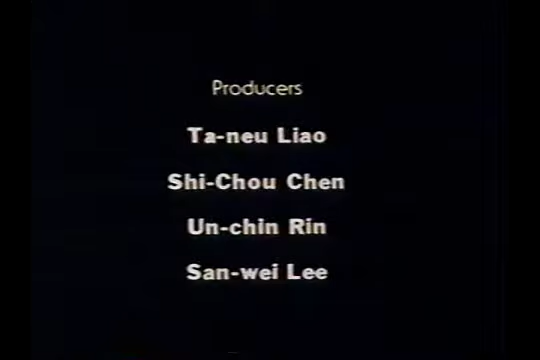 Producers
Ta-neu Liao
Shi-Chou Chen
Un-chin Rin
San-wei Lee